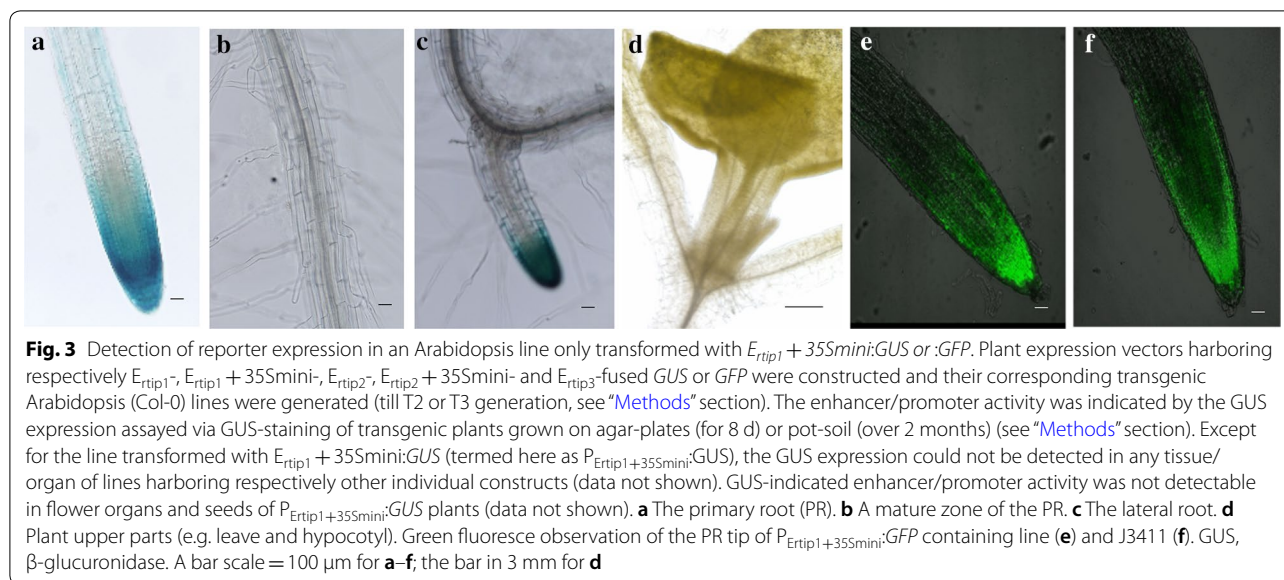 a b c d e f
Fig. 3 Detection of reporter expression in an Arabidopsis line only transformed with Ertip1 + 35Smini:GUS or :GFP. Plant expression vectors harboring
respectively Ertip1-, Ertip1 + 35Smini-, Ertip2-, Ertip2 + 35Smini- and Ertip3-fused GUS or GFP were constructed and their corresponding transgenic
Arabidopsis (Col-0) lines were generated (till T2 or T3 generation, see “Methods” section). The enhancer/promoter activity was indicated by the GUS
expression assayed via GUS-staining of transgenic plants grown on agar-plates (for 8 d) or pot-soil (over 2 months) (see “Methods” section). Except
for the line transformed with Ertip1 + 35Smini:GUS (termed here as PErtip1+35Smini:GUS), the GUS expression could not be detected in any tissue/
organ of lines harboring respectively other individual constructs (data not shown). GUS-indicated enhancer/promoter activity was not detectable
in flower organs and seeds of PErtip1+35Smini:GUS plants (data not shown). a The primary root (PR). b A mature zone of the PR. c The lateral root. d
Plant upper parts (e.g. leave and hypocotyl). Green fluoresce observation of the PR tip of PErtip1+35Smini:GFP containing line (e) and J3411 (f). GUS,
β-glucuronidase. A bar scale = 100 μm for a–f; the bar in 3 mm for d